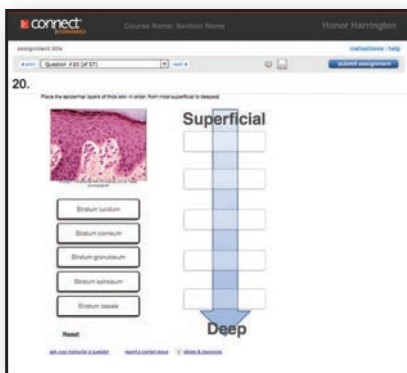 connect
ECONOMICS
Course Name: Section Name
Honor Harrington
assignment title
instructions | help
prev
Question #20 (of 57)
next
submit assignment
20.
Place the epidermal layers of thick skin in order, from most superficial to deepest.
Superficial
Stratum lucidum
Stratum corneum
Stratum granulosum
Stratum spinosum
Stratum basale
Deep
Reset
ask your instructor a question
report a content issue
ebook & resources